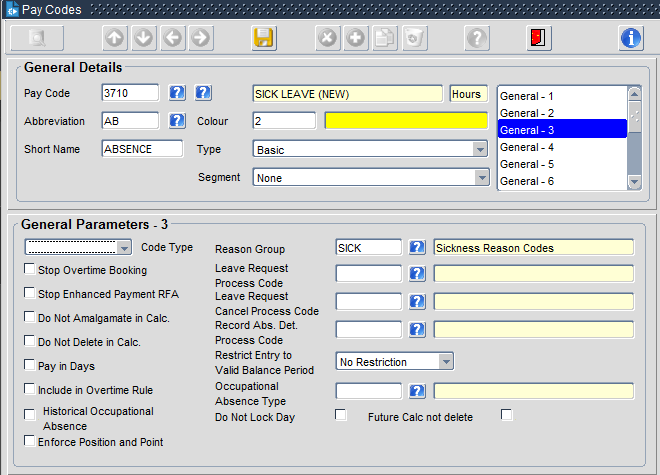 Pay Codes
General Details
Pay Code 3710 ? ? SICK LEAVE (NEW) Hours
Abbreviation AB ? Colour 2
Short Name ABSENCE Type Basic
Segment None
General - 1
General - 2
General - 3
General - 4
General - 5
General - 6
General Parameters - 3
Code Type
Stop Overtime Booking
Stop Enhanced Payment RFA
Do Not Amalgamate in Calc.
Do Not Delete in Calc.
Pay in Days
Include in Overtime Rule
Historical Occupational
Absence
Enforce Position and Point
Reason Group SICK ? Sickness Reason Codes
Leave Request
Process Code ?
Leave Request
Cancel Process Code ?
Record Abs. Det.
Process Code ?
Restrict Entry to
Valid Balance Period No Restriction
Occupational
Absence Type ?
Do Not Lock Day Future Calc not delete